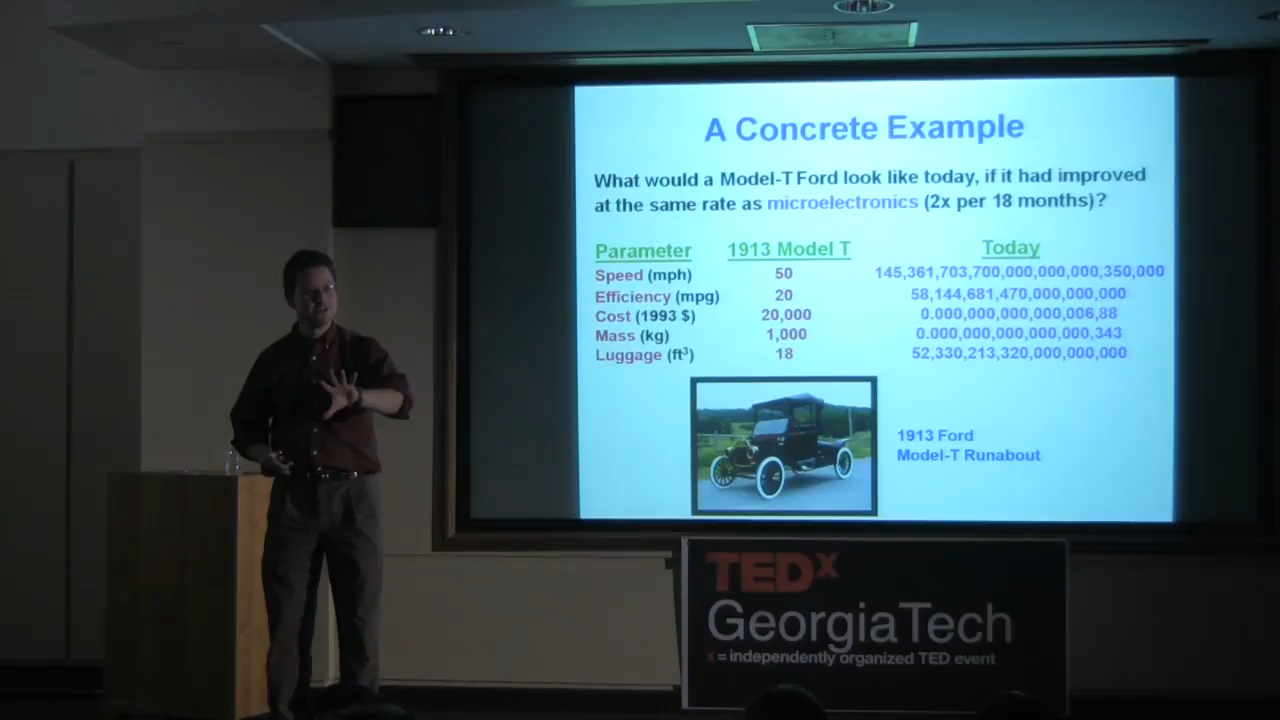 A Concrete Example
What would a Model-T Ford look like today, if it had improved
at the same rate as microelectronics (2x per 18 months)?
Parameter 1913 Model T Today
Speed (mph) 50 145,361,703,700,000,000,000,350,000
Efficiency (mpg) 20 58,144,681,470,000,000,000
Cost (1993 $) 20,000 0.000,000,000,000,006,88
Mass (kg) 1,000 0.000,000,000,000,000,343
Luggage (ft³) 18 52,330,213,320,000,000,000
1913 Ford
Model-T Runabout
TEDx
GeorgiaTech
x = independently organized TED event